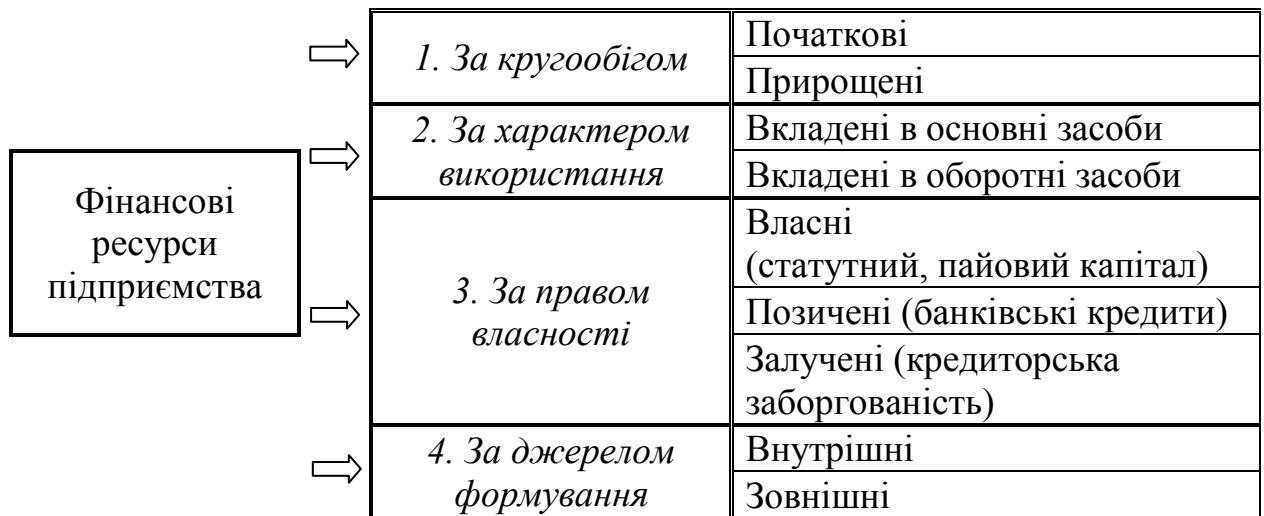 Фінансові
ресурси
підприємства
1. За кругообігом
Початкові
Прирощені
2. За характером
використання
Вкладені в основні засоби
Вкладені в оборотні засоби
3. За правом
власності
Власні
(статутний, пайовий капітал)
Позичені (банківські кредити)
Залучені (кредиторська
заборгованість)
4. За джерелом
формування
Внутрішні
Зовнішні